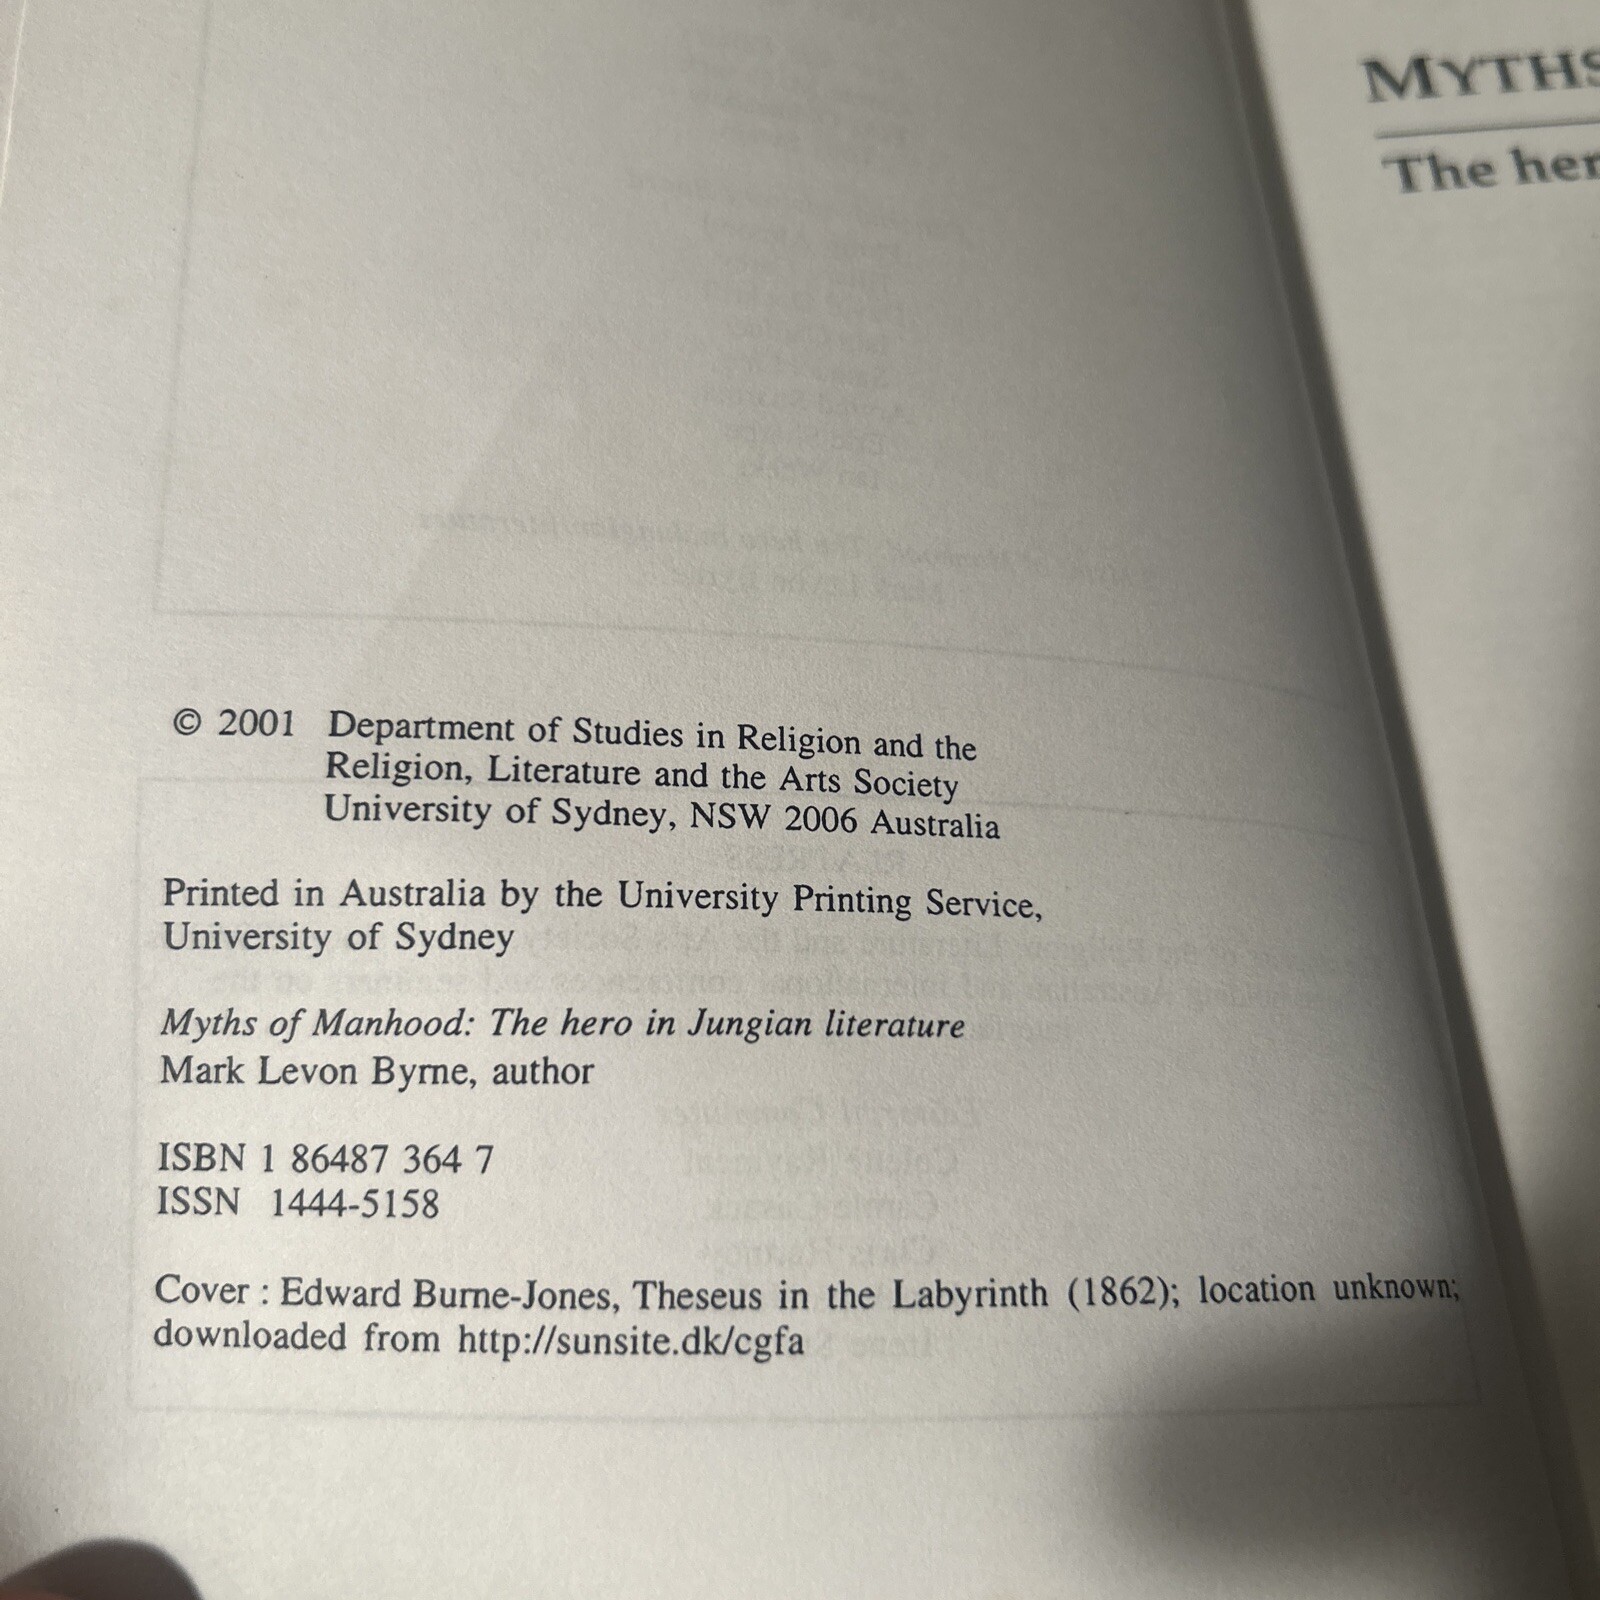 © 2001 Department of Studies in Religion and the
Religion, Literature and the Arts Society
University of Sydney, NSW 2006 Australia
Printed in Australia by the University Printing Service,
University of Sydney
Myths of Manhood: The hero in Jungian literature
Mark Levon Byrne, author
ISBN 1 86487 364 7
ISSN 1444-5158
Cover : Edward Burne-Jones, Theseus in the Labyrinth (1862); location unknown;
downloaded from http://sunsite.dk/cgfa
MYTHS
The her